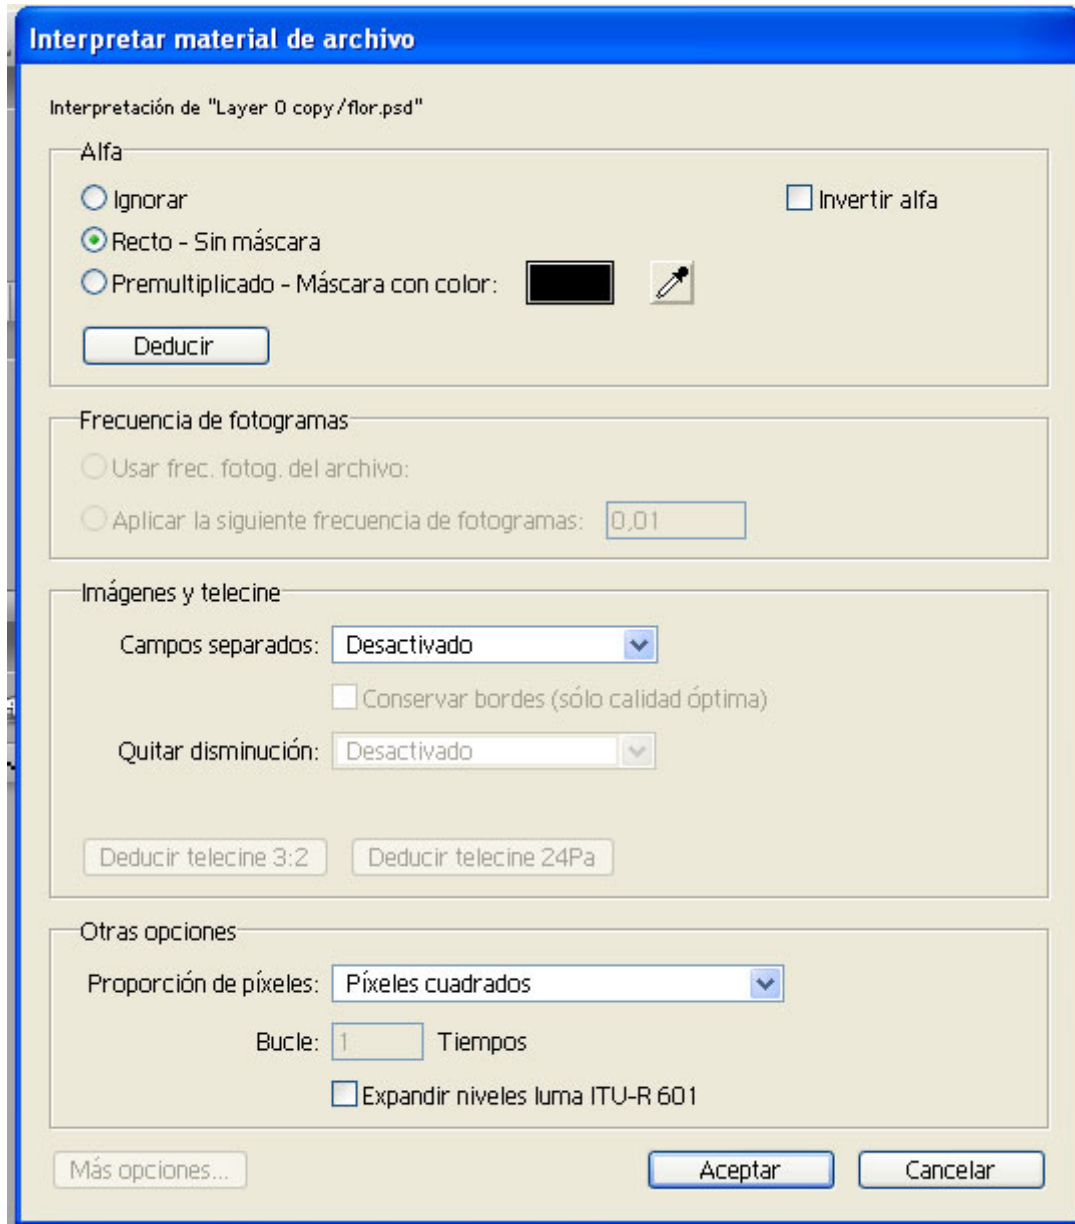 Interpretar material de archivo
Interpretación de "Layer 0 copy/flor.psd"
Alfa
Ignorar
Invertir alfa
Recto - Sin máscara
Premultiplicado - Máscara con color:
Deducir
Frecuencia de fotogramas
Usar frec. fotog. del archivo:
Aplicar la siguiente frecuencia de fotogramas: 0,01
Imágenes y telecine
Campos separados: Desactivado
Conservar bordes (sólo calidad óptima)
Quitar disminución: Desactivado
Deducir telecine 3:2 Deducir telecine 24Pa
Otras opciones
Proporción de píxeles: Píxeles cuadrados
Bucle: 1 Tiempos
Expandir niveles luma ITU-R 601
Más opciones... Aceptar Cancelar